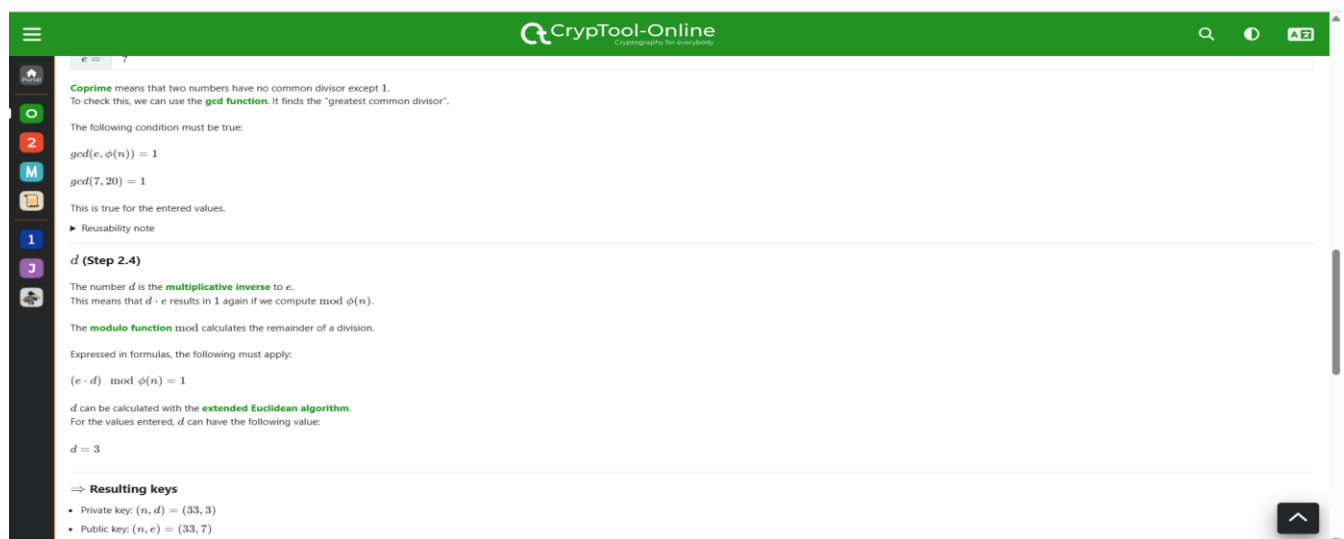 CrypTool-Online
Cryptography for everybody
Portal
O
2
M
1
J
e = 7
Coprime means that two numbers have no common divisor except 1.
To check this, we can use the gcd function. It finds the "greatest common divisor".
The following condition must be true:
gcd(e, ϕ(n)) = 1
gcd(7, 20) = 1
This is true for the entered values.
▶ Reusability note
d (Step 2.4)
The number d is the multiplicative inverse to e.
This means that d · e results in 1 again if we compute mod ϕ(n).
The modulo function mod calculates the remainder of a division.
Expressed in formulas, the following must apply:
(e · d) mod ϕ(n) = 1
d can be calculated with the extended Euclidean algorithm.
For the values entered, d can have the following value:
d = 3
⇒ Resulting keys
• Private key: (n, d) = (33, 3)
• Public key: (n, e) = (33, 7)